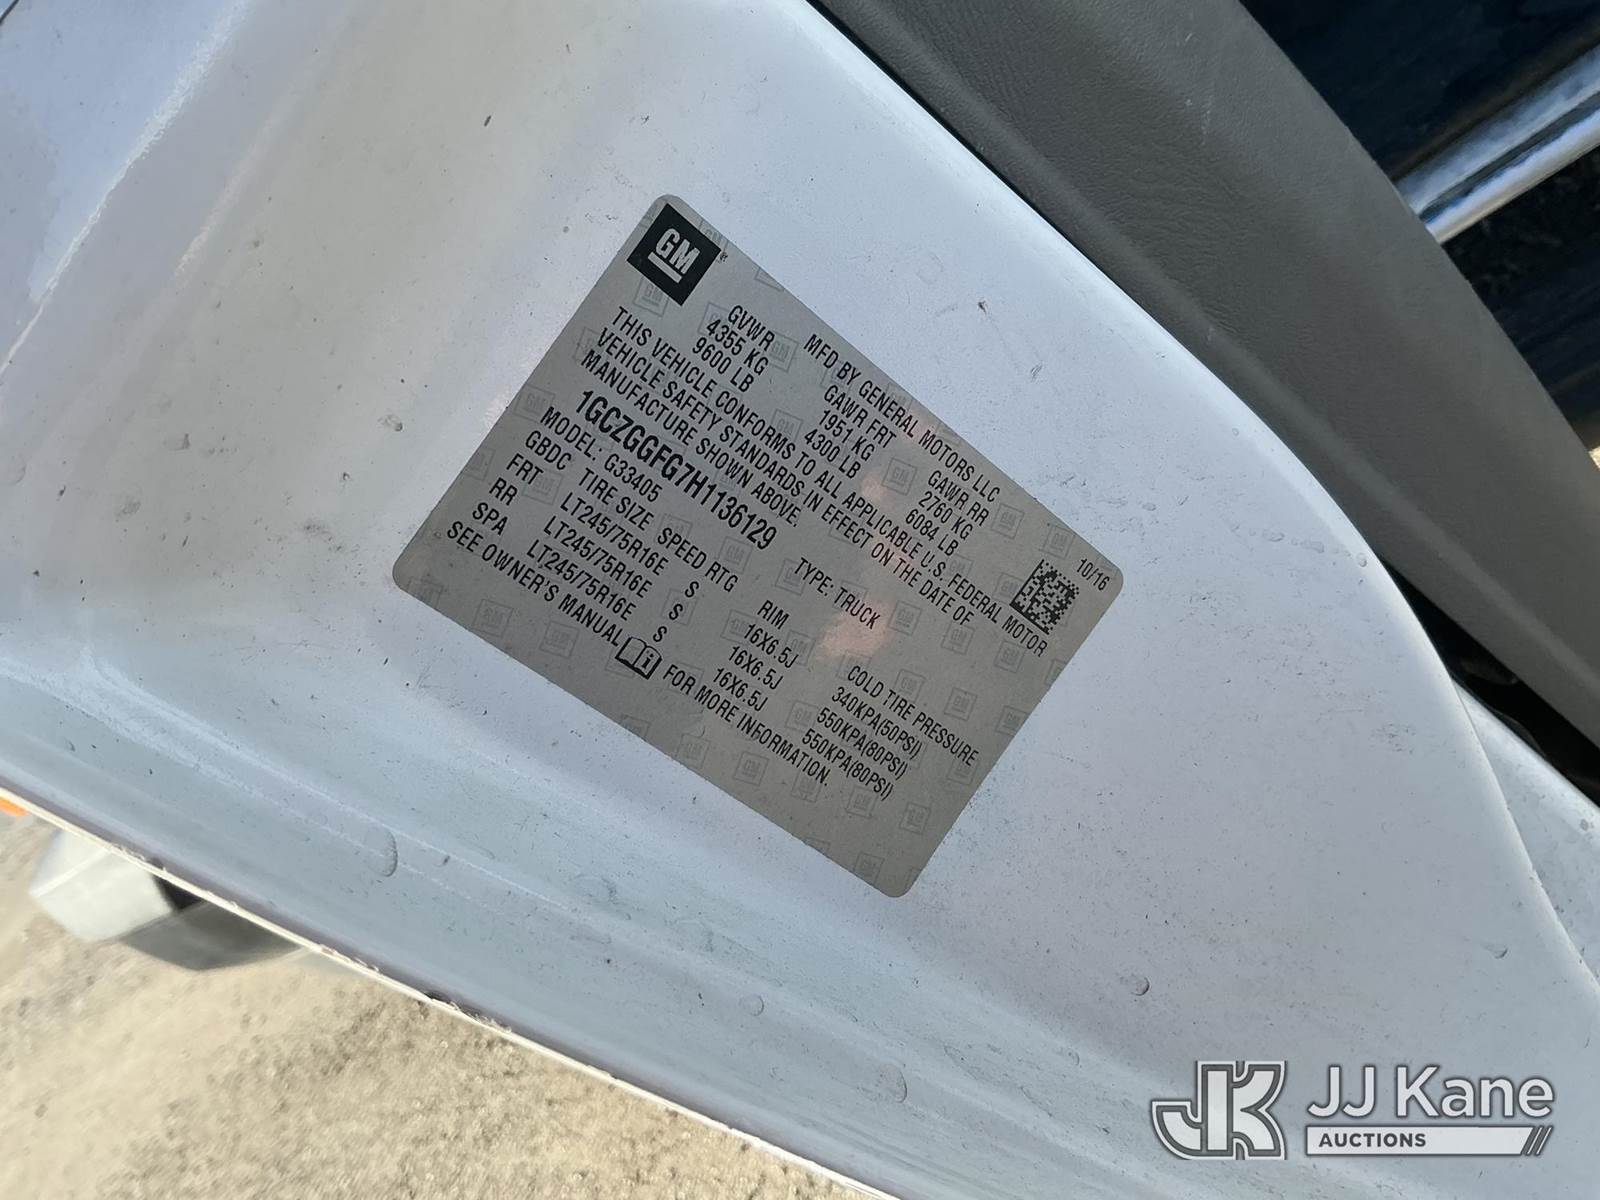 GM
MFD BY GENERAL MOTORS LLC 10/16
GVWR GAWR FRT GAWR RR
4355 KG 1951 KG 2760 KG
9600 LB 4300 LB 6084 LB
THIS VEHICLE CONFORMS TO ALL APPLICABLE U.S. FEDERAL MOTOR
VEHICLE SAFETY STANDARDS IN EFFECT ON THE DATE OF
MANUFACTURE SHOWN ABOVE.
1GCZGGFG7H1136129 TYPE: TRUCK
MODEL: G33405
GBDC TIRE SIZE SPEED RTG RIM COLD TIRE PRESSURE
FRT LT245/75R16E S 16X6.5J 340KPA(50PSI)
RR LT245/75R16E S 16X6.5J 550KPA(80PSI)
SPA LT245/75R16E S 16X6.5J 550KPA(80PSI)
SEE OWNER'S MANUAL FOR MORE INFORMATION.
JK JJ Kane
AUCTIONS